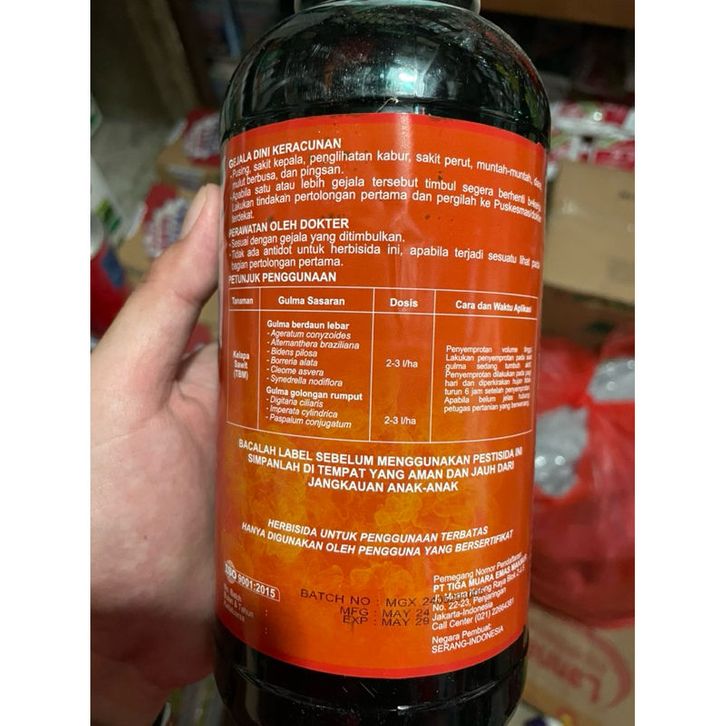 GEJALA DINI KERACUNAN
- Pusing, sakit kepala, penglihatan kabur, sakit perut, muntah-muntah,
mulut berbusa, dan pingsan.
- Apabila satu atau lebih gejala tersebut timbul segera berhenti
Lakukan tindakan pertolongan pertama dan pergilah ke Puskesmas/dokter
terdekat.
PERAWATAN OLEH DOKTER
- Sesuai dengan gejala yang ditimbulkan.
- Tidak ada antidot untuk herbisida ini, apabila terjadi sesuatu lihat pada
bagian pertolongan pertama.
PETUNJUK PENGGUNAAN
Tanaman Gulma Sasaran Dosis Cara dan Waktu Aplikasi
Kelapa
Sawit
(TBM)
Gulma berdaun lebar
- Ageratum conyzoides
- Alternanthera braziliana
- Bidens pilosa
- Borreria alata
- Cleome asvera
- Synedrella nodiflora
2-3 l/ha
Gulma golongan rumput
- Digitaria ciliaris
- Imperata cylindrica
- Paspalum conjugatum
2-3 l/ha
Penyemprotan volume tinggi.
Lakukan penyemprotan pada saat
gulma sedang tumbuh aktif.
Penyemprotan dilakukan pada pagi
hari dan diperkirakan hujan tidak
turun 6 jam setelah penyemprotan.
Apabila belum jelas hubungi
petugas pertanian yang berwenang.
BACALAH LABEL SEBELUM MENGGUNAKAN PESTISIDA INI
SIMPANLAH DI TEMPAT YANG AMAN DAN JAUH DARI
JANGKAUAN ANAK-ANAK
HERBISIDA UNTUK PENGGUNAAN TERBATAS
HANYA DIGUNAKAN OLEH PENGGUNA YANG BERSERTIFIKAT
ISO 9001:2015
BATCH NO : MGX
MFG : MAY 24
EXP : MAY 29
Pemegang Nomor Pendaftaran:
PT TIGA MUARA EMAS MAKMUR
Raya Blok
No. 22-23, Penjaringan
Jakarta-Indonesia
Call Center (021) 22664381
Negara Pembuat:
SERANG-INDONESIA